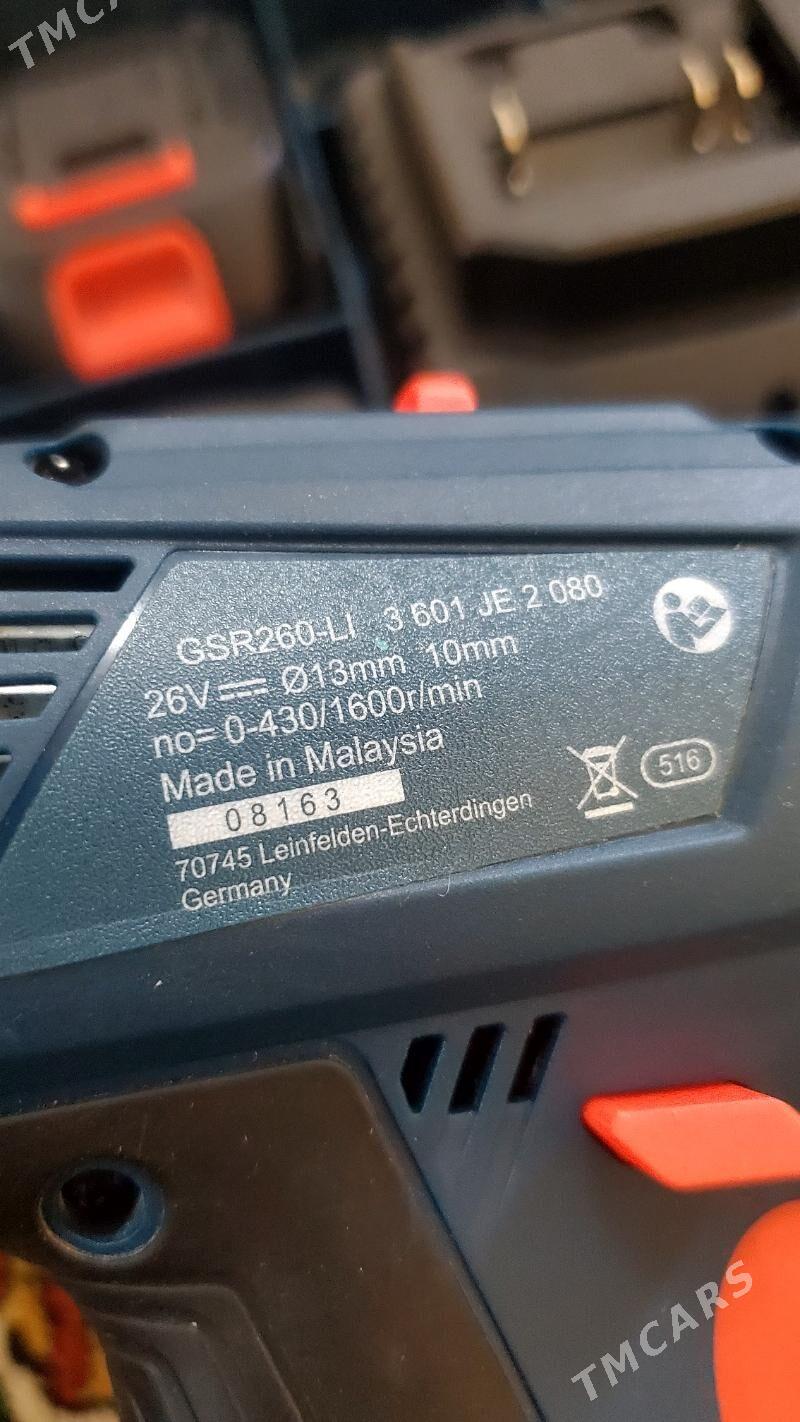 TMCA
GSR260-LI 3 601 JE 2 080
26V Ø13mm 10mm
no= 0-430/1600r/min
Made in Malaysia
08163
516
70745 Leinfelden-Echterdingen
Germany
TMCARS